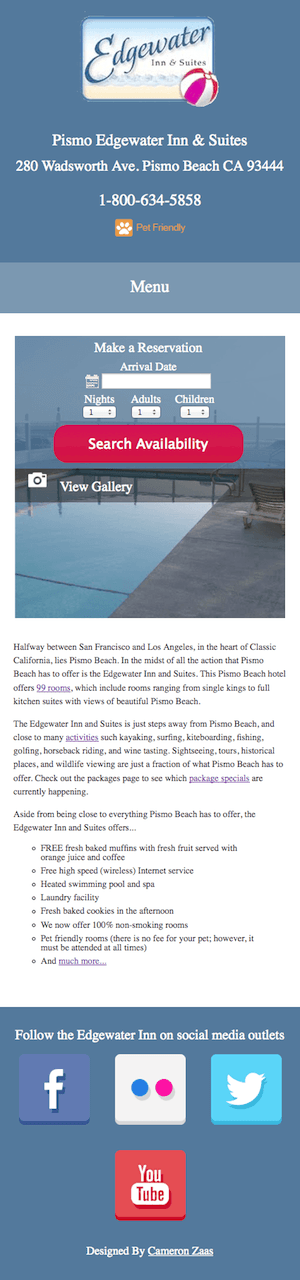 Edgewater
Inn & Suites
Pismo Edgewater Inn & Suites
280 Wadsworth Ave. Pismo Beach CA 93444
1-800-634-5858
Pet Friendly
Menu
Make a Reservation
Arrival Date
Nights Adults Children
1 1 1
Search Availability
View Gallery
Halfway between San Francisco and Los Angeles, in the heart of Classic
California, lies Pismo Beach. In the midst of all the action that Pismo
Beach has to offer is the Edgewater Inn and Suites. This Pismo Beach hotel
offers 99 rooms, which include rooms ranging from single kings to full
kitchen suites with views of beautiful Pismo Beach.
The Edgewater Inn and Suites is just steps away from Pismo Beach, and
close to many activities such kayaking, surfing, kiteboarding, fishing,
golfing, horseback riding, and wine tasting. Sightseeing, tours, historical
places, and wildlife viewing are just a fraction of what Pismo Beach has to
offer. Check out the packages page to see which package specials are
currently happening.
Aside from being close to everything Pismo Beach has to offer, the
Edgewater Inn and Suites offers...
FREE fresh baked muffins with fresh fruit served with
orange juice and coffee
Free high speed (wireless) Internet service
Heated swimming pool and spa
Laundry facility
Fresh baked cookies in the afternoon
We now offer 100% non-smoking rooms
Pet friendly rooms (there is no fee for your pet; however, it
must be attended at all times)
And much more...
Follow the Edgewater Inn on social media outlets
f
You
Tube
Designed By Cameron Zaas